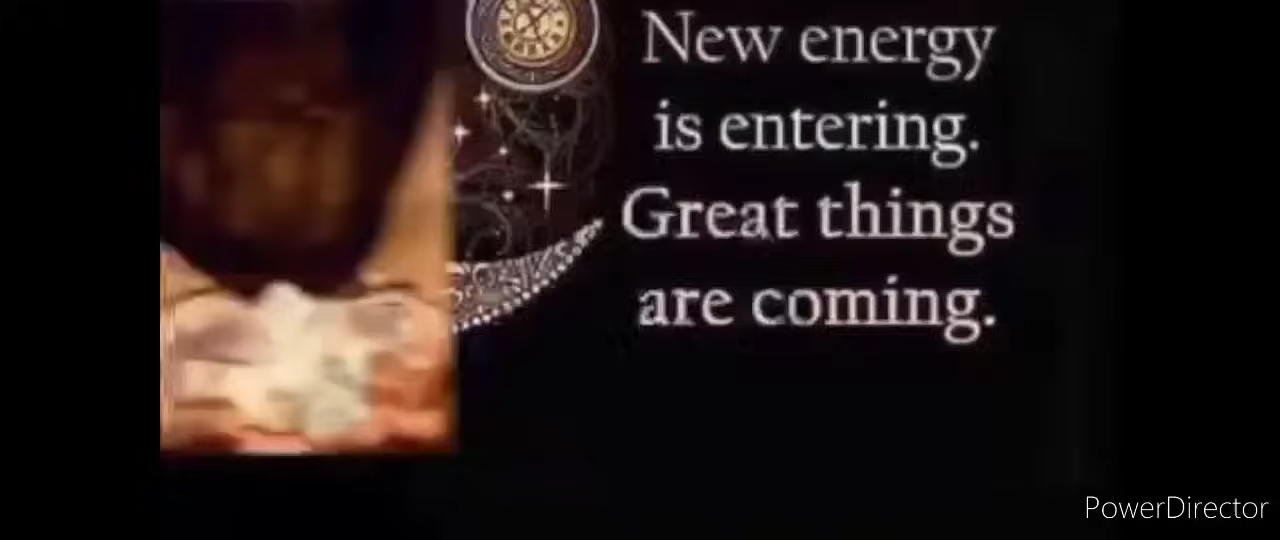 New energy
is entering.
Great things
are coming.
PowerDirector